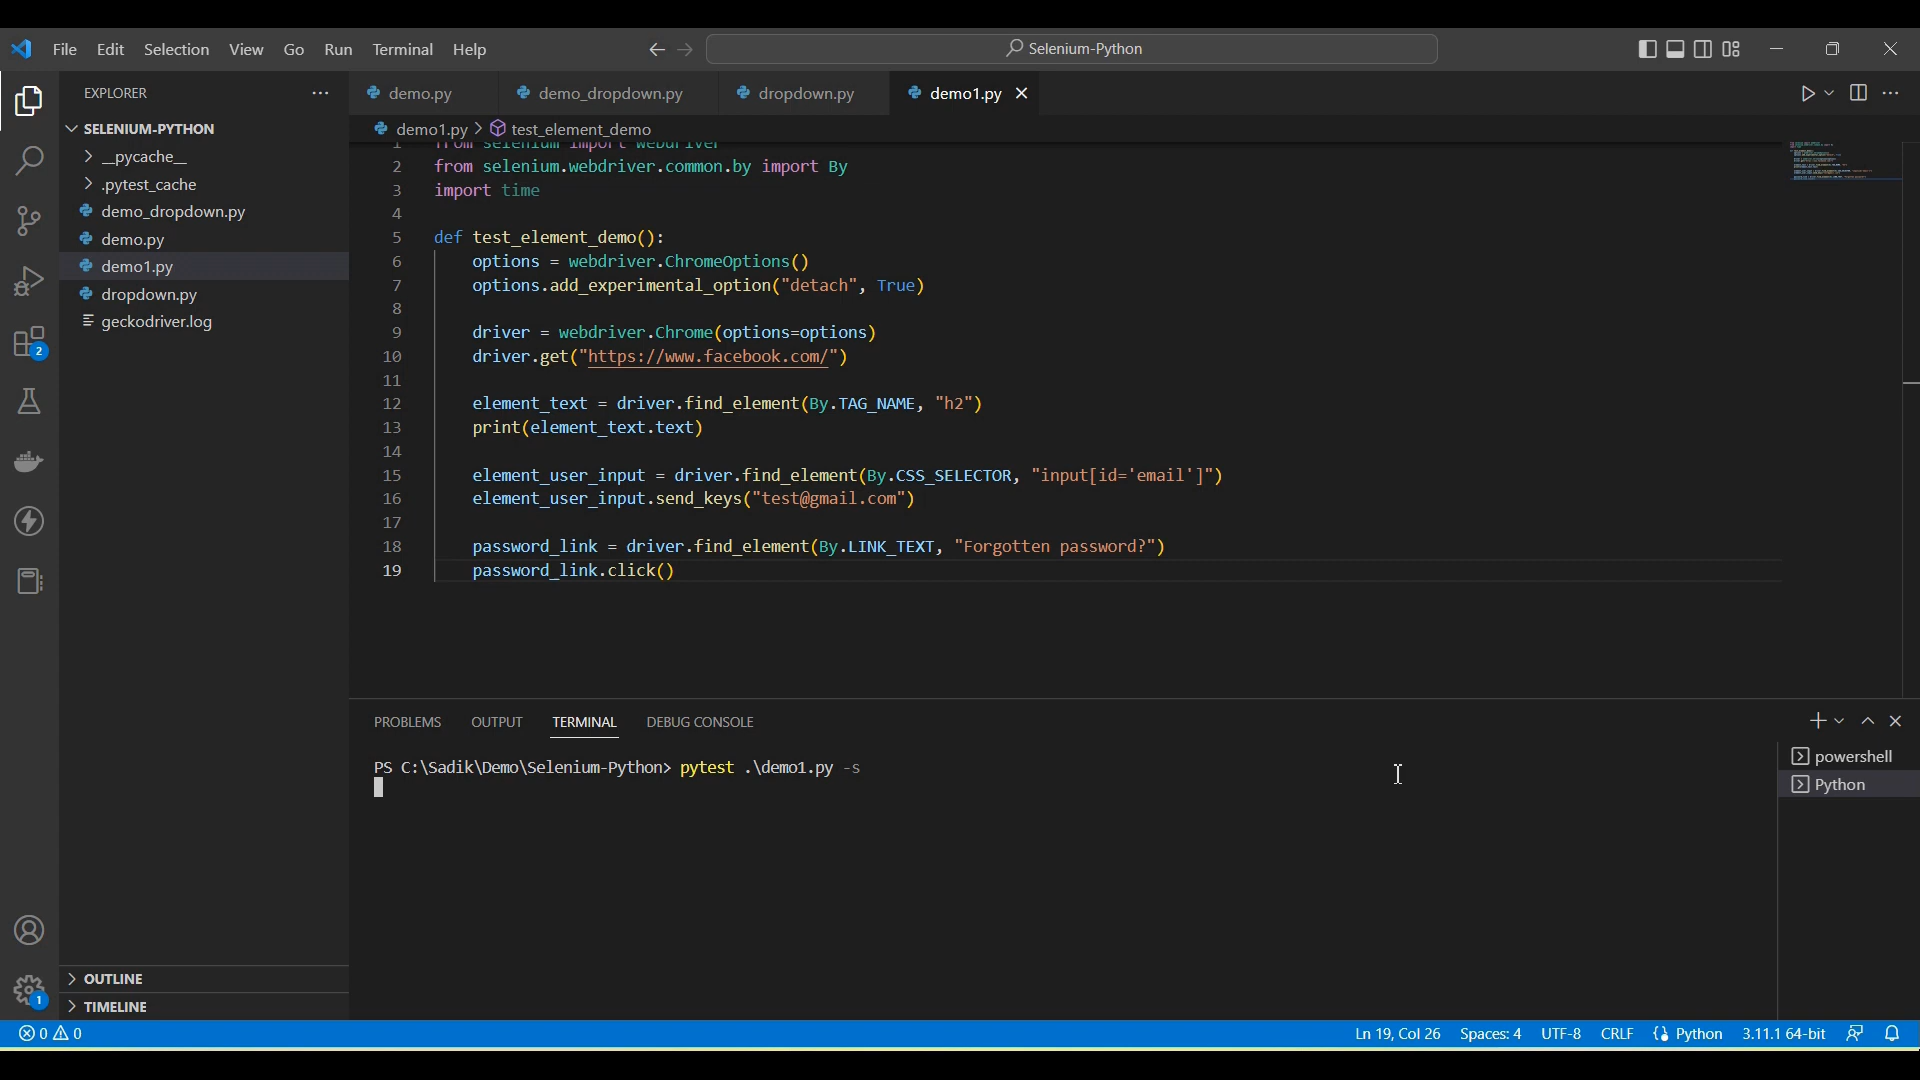 File Edit Selection View Go Run Terminal Help
Selenium-Python
EXPLORER
SELENIUM-PYTHON
__pycache__
.pytest_cache
demo_dropdown.py
demo.py
demo1.py
dropdown.py
geckodriver.log
OUTLINE
TIMELINE
2
1
demo.py demo_dropdown.py dropdown.py demo1.py
demo1.py > test_element_demo
1 from selenium import webdriver
2 from selenium.webdriver.common.by import By
3 import time
4
5 def test_element_demo():
6 options = webdriver.ChromeOptions()
7 options.add_experimental_option("detach", True)
8
9 driver = webdriver.Chrome(options=options)
10 driver.get("https://www.facebook.com/")
11
12 element_text = driver.find_element(By.TAG_NAME, "h2")
13 print(element_text.text)
14
15 element_user_input = driver.find_element(By.CSS_SELECTOR, "input[id='email']")
16 element_user_input.send_keys("test@gmail.com")
17
18 password_link = driver.find_element(By.LINK_TEXT, "Forgotten password?")
19 password_link.click()
PROBLEMS OUTPUT TERMINAL DEBUG CONSOLE
PS C:\Sadik\Demo\Selenium-Python> pytest .\demo1.py -s
powershell
Python
0 0 Ln 19, Col 26 Spaces: 4 UTF-8 CRLF Python 3.11.1 64-bit